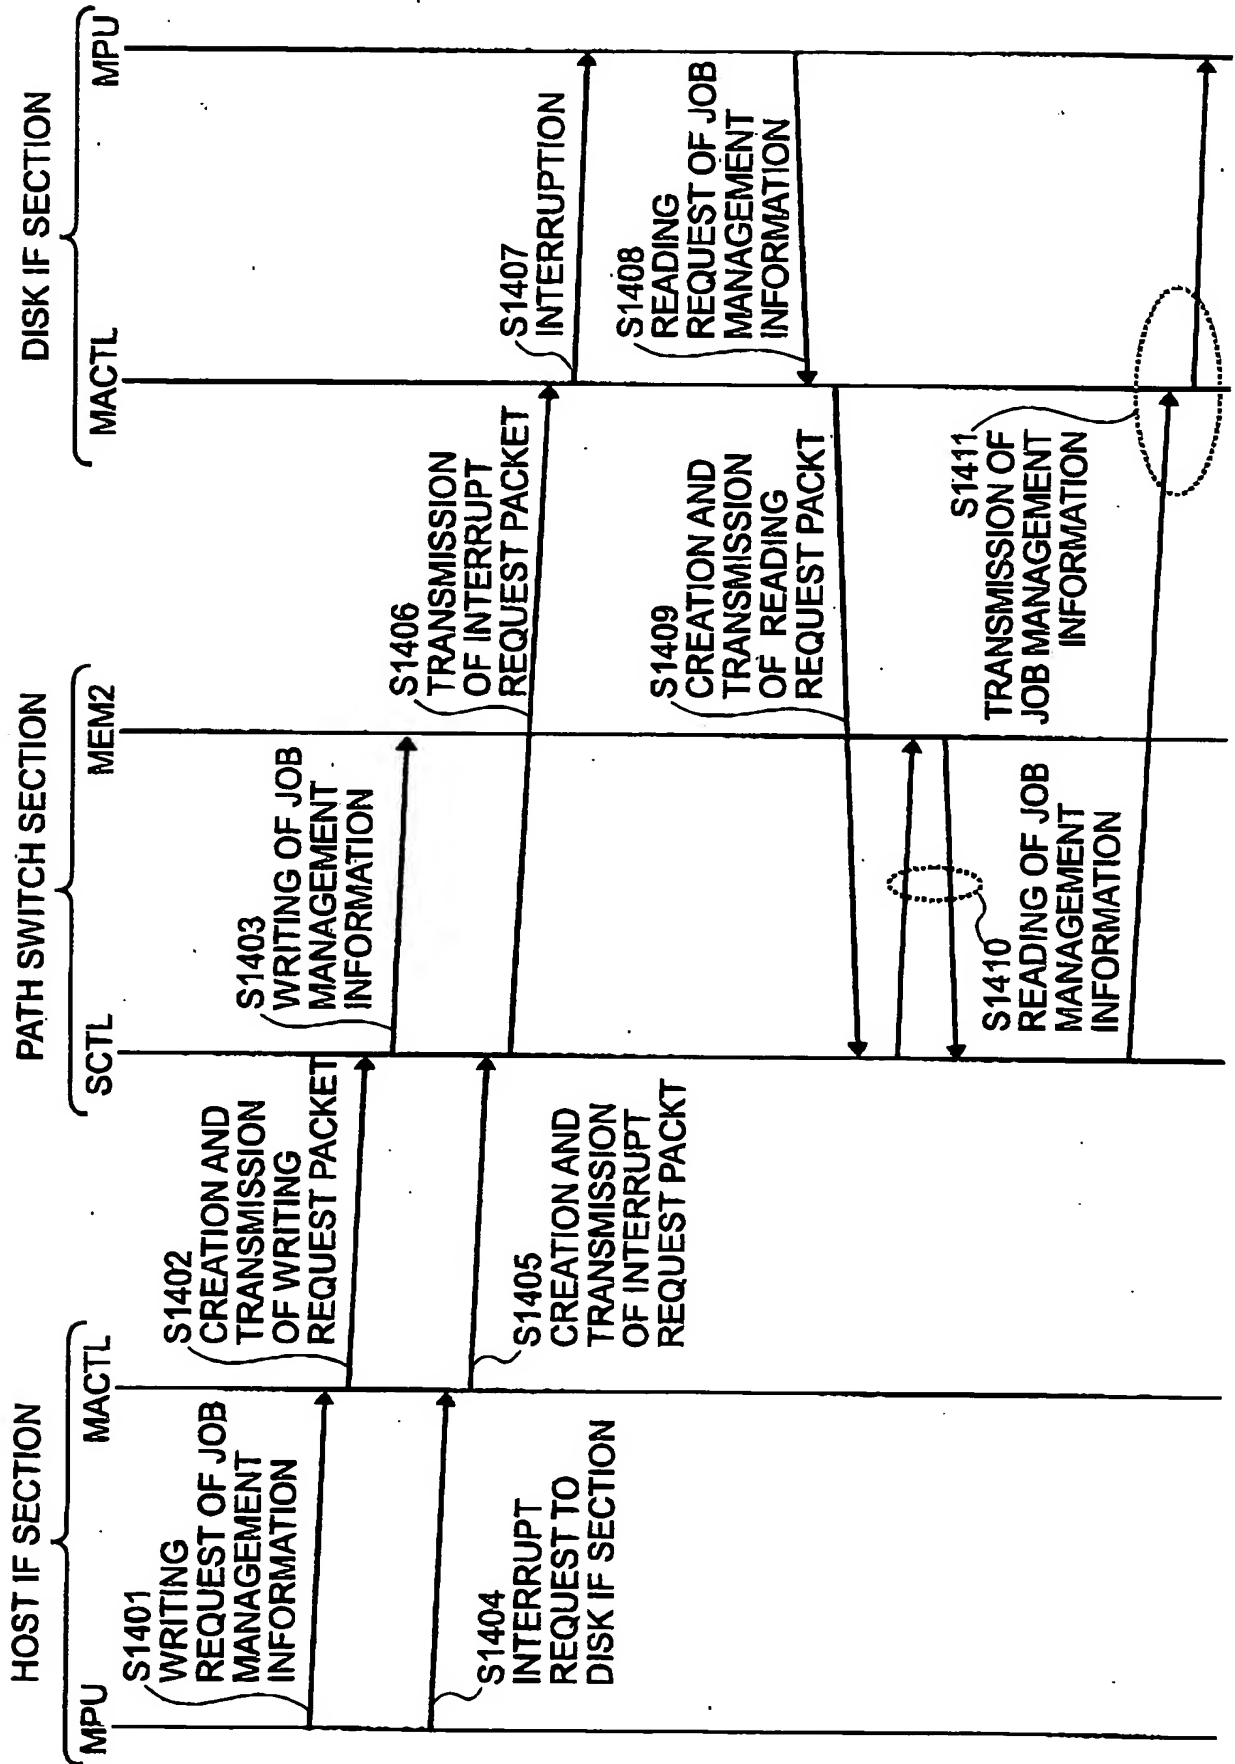 HOST IF SECTION
PATH SWITCH SECTION
DISK IF SECTION
MPU
MACTL
SCTL
MEM2
MACTL
MPU
S1401
WRITING
REQUEST OF JOB
MANAGEMENT
INFORMATION
S1402
CREATION AND
TRANSMISSION
OF WRITING
REQUEST PACKET
S1403
WRITING OF JOB
MANAGEMENT
INFORMATION
S1404
INTERRUPT
REQUEST TO
DISK IF SECTION
S1405
CREATION AND
TRANSMISSION
OF INTERRUPT
REQUEST PACKT
S1406
TRANSMISSION
OF INTERRUPT
REQUEST PACKET
S1407
INTERRUPTION
S1408
READING
REQUEST OF JOB
MANAGEMENT
INFORMATION
S1409
CREATION AND
TRANSMISSION
OF READING
REQUEST PACKT
S1410
READING OF JOB
MANAGEMENT
INFORMATION
S1411
TRANSMISSION OF
JOB MANAGEMENT
INFORMATION